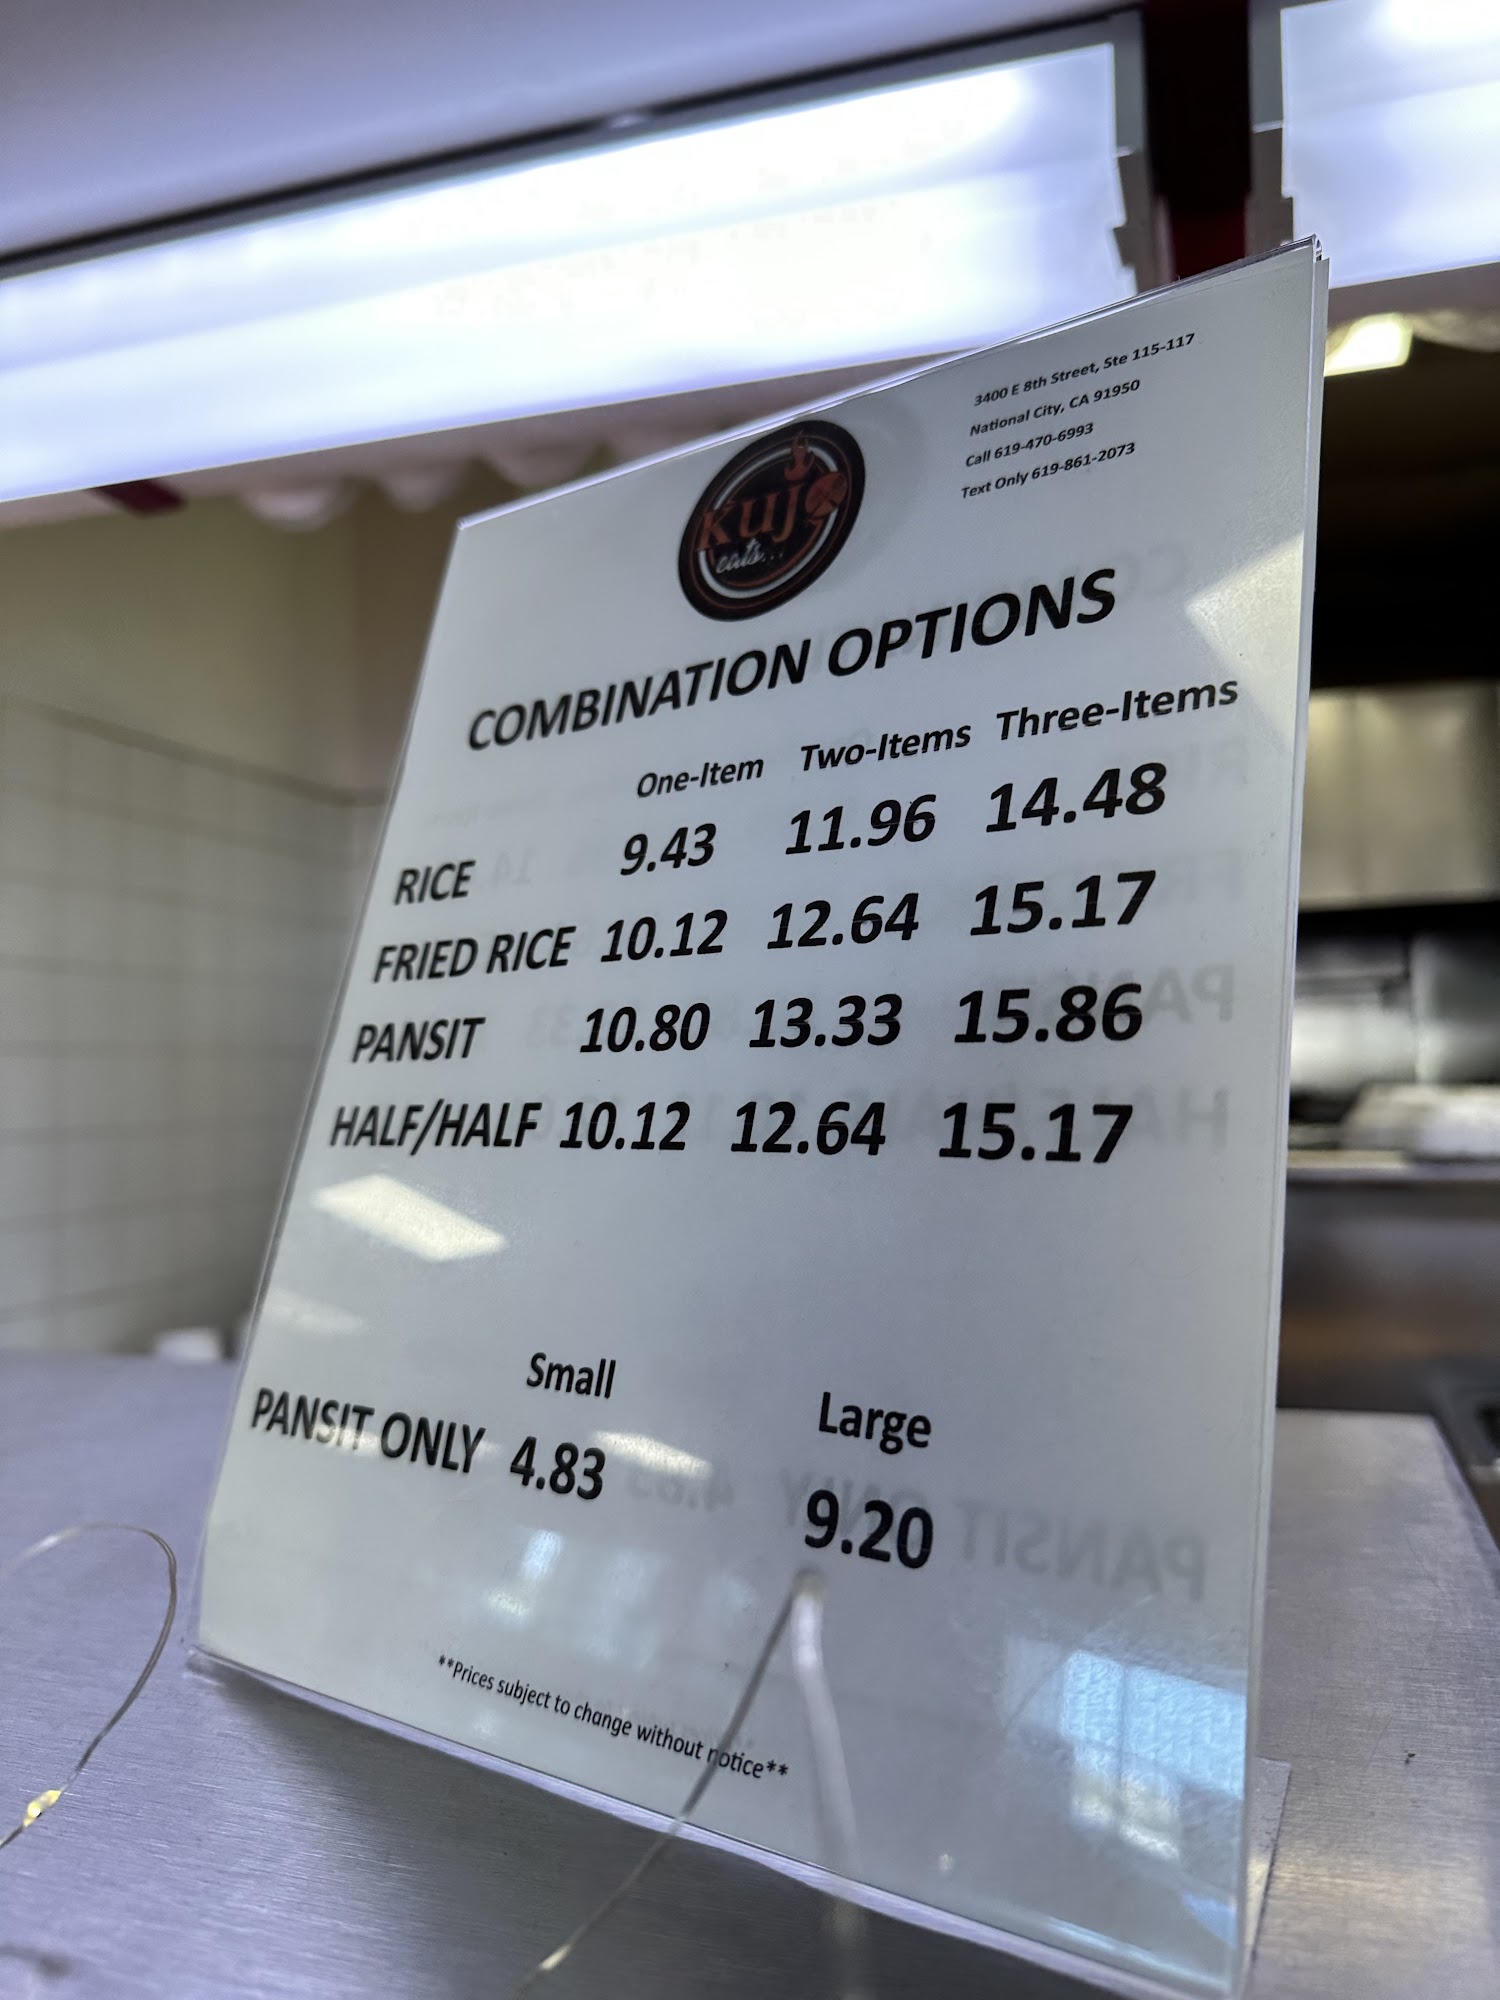 3400 E 8th Street, Ste 115-117
National City, CA 91950
Call 619-470-6993
Text Only 619-861-2073
Kujo
eats...
COMBINATION OPTIONS
One-Item Two-Items Three-Items
RICE 9.43 11.96 14.48
FRIED RICE 10.12 12.64 15.17
PANSIT 10.80 13.33 15.86
HALF/HALF 10.12 12.64 15.17
Small Large
PANSIT ONLY 4.83 9.20
**Prices subject to change without notice**